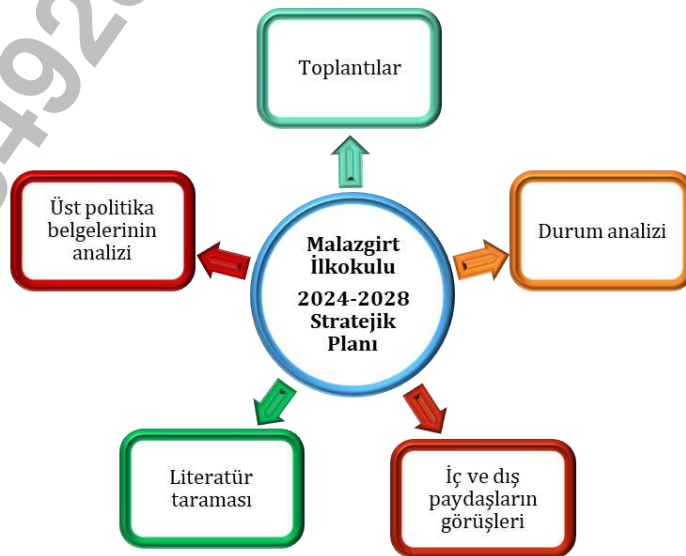 Toplantılar
Üst politika
belgelerinin
analizi
Malazgirt
İlkokulu
2024-2028
Stratejik
Planı
Durum analizi
Literatür
taraması
İç ve dış
paydaşların
görüşleri